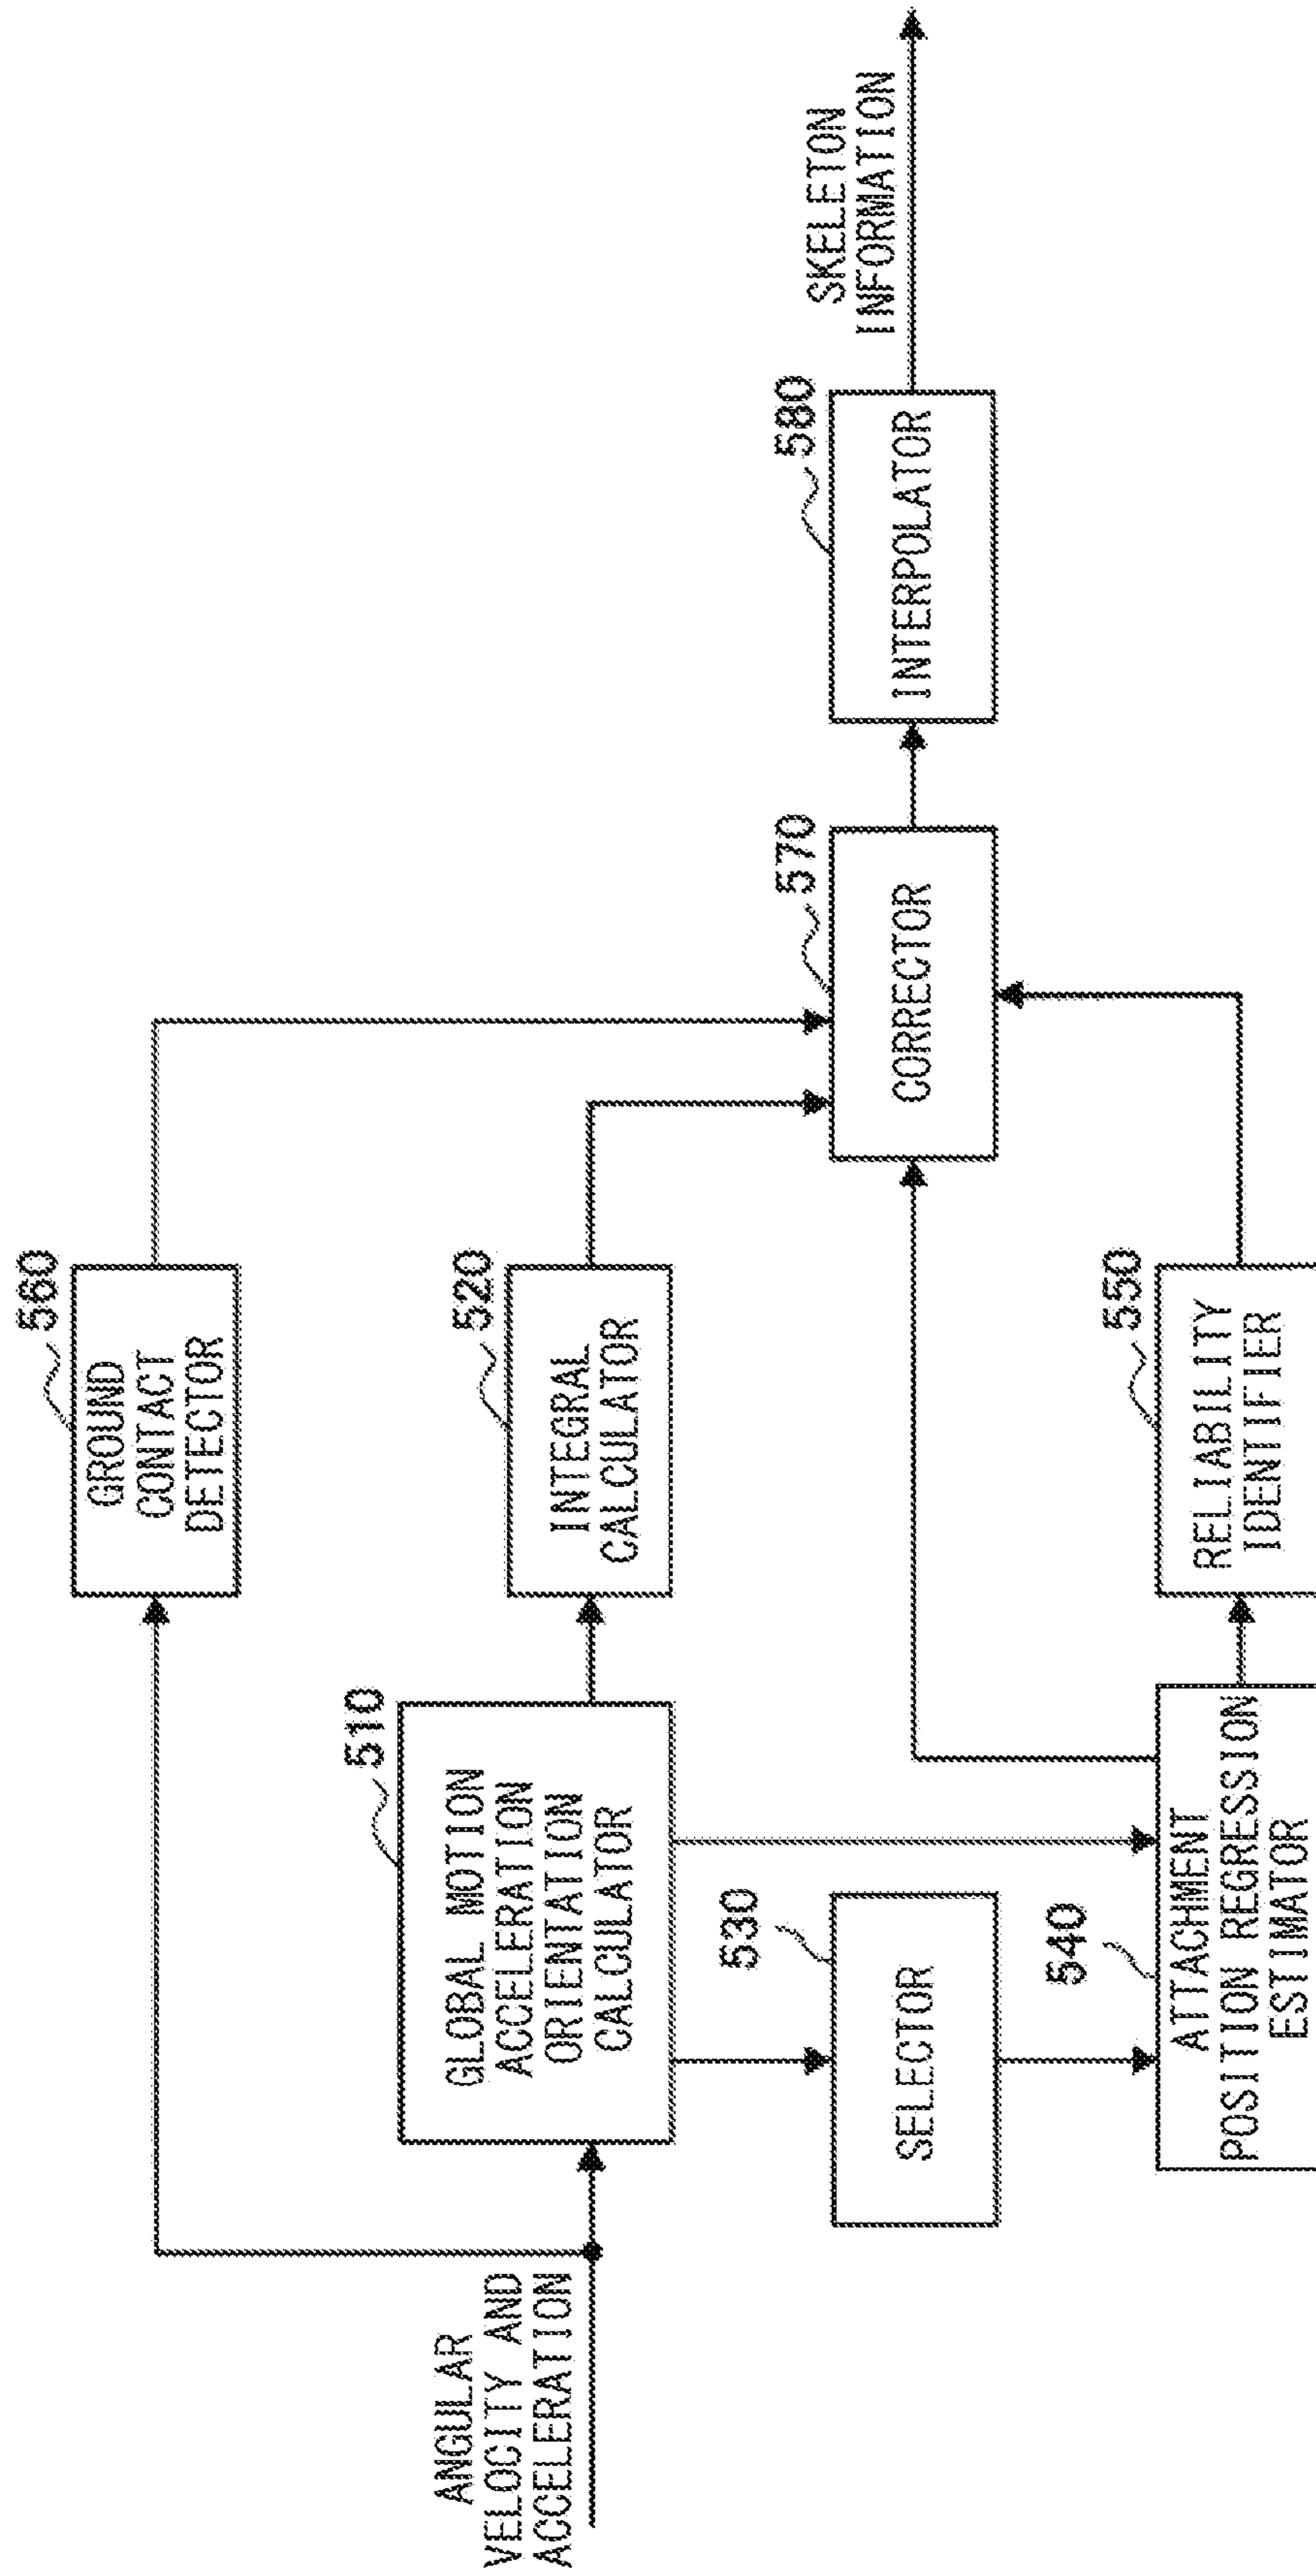 560
GROUND
CONTACT
DETECTOR
510
GLOBAL MOTION
ACCELERATION
ORIENTATION
CALCULATOR
520
INTEGRAL
CALCULATOR
ANGULAR
VELOCITY AND
ACCELERATION
530
SELECTOR
570
CORRECTOR
580
INTERPOLATOR
SKELETON
INFORMATION
540
ATTACHMENT
POSITION REGRESSION
ESTIMATOR
550
RELIABILITY
IDENTIFIER